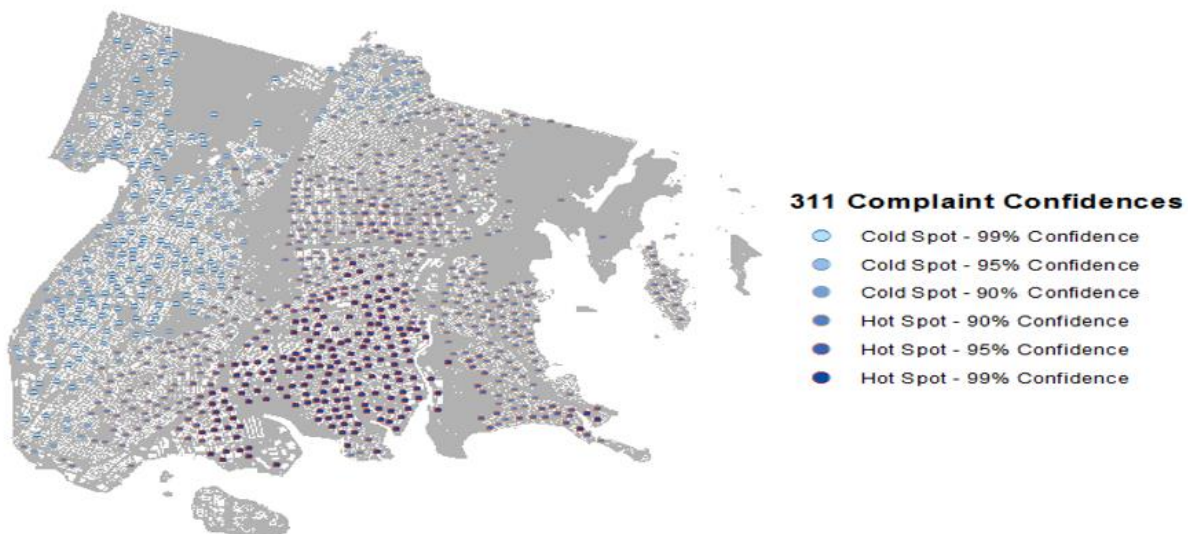 311 Complaint Confidences
Cold Spot - 99% Confidence
Cold Spot - 95% Confidence
Cold Spot - 90% Confidence
Hot Spot - 90% Confidence
Hot Spot - 95% Confidence
Hot Spot - 99% Confidence